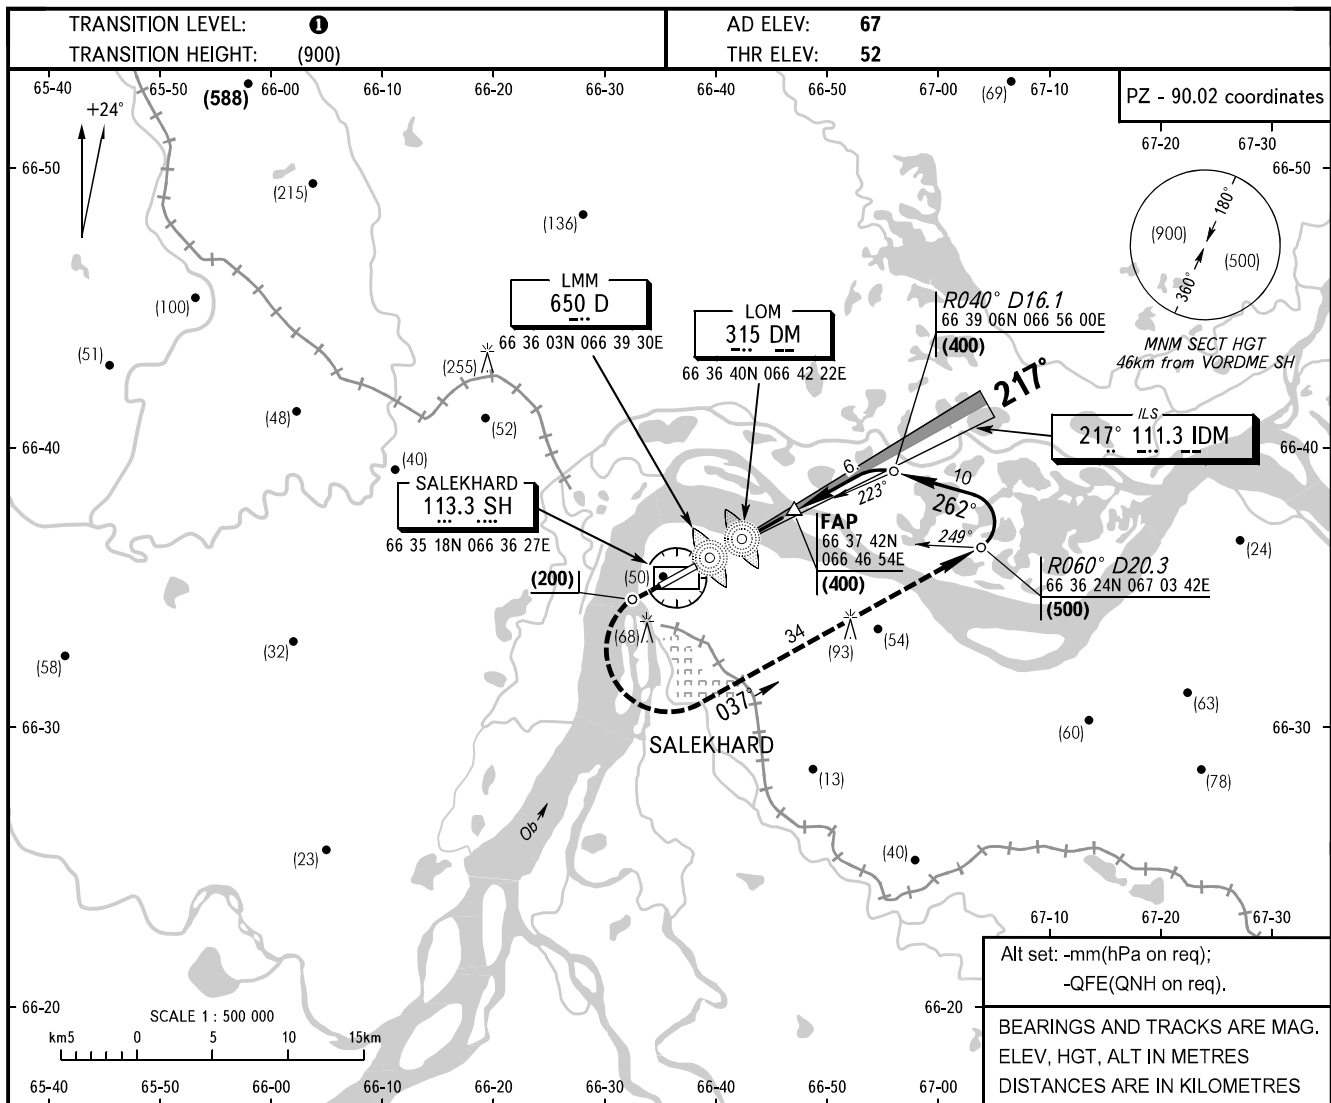 TRANSITION LEVEL: ❶
TRANSITION HEIGHT: (900)
AD ELEV: 67
THR ELEV: 52
65-40 65-50 66-00 66-10 66-20 66-30 66-40 66-50 67-00 67-10
(588)
(69)
PZ - 90.02 coordinates
+24°
67-20 67-30
66-50
66-50
(215)
(136)
180°
(900)
(500)
360°
MNM SECT HGT
46km from VORDME SH
LMM
650 D
66 36 03N 066 39 30E
LOM
315 DM
66 36 40N 066 42 22E
R040° D16.1
66 39 06N 066 56 00E
(400)
(100)
(51)
(255)
(48)
(52)
217°
ILS
217° 111.3 IDM
66-40
66-40
(40)
SALEKHARD
113.3 SH
66 35 18N 066 36 27E
6.
223°
10
262°
249°
FAP
66 37 42N
066 46 54E
(400)
(24)
R060° D20.3
66 36 24N 067 03 42E
(500)
(200)
(50)
(68)
34
(93)
(54)
(58)
(32)
037°
(63)
(60)
66-30
66-30
SALEKHARD
(13)
(78)
Ob
(23)
(40)
67-10 67-20 67-30
Alt set: -mm(hPa on req);
-QFE(QNH on req).
66-20
66-20
SCALE 1 : 500 000
km5 0 5 10 15km
BEARINGS AND TRACKS ARE MAG.
ELEV, HGT, ALT IN METRES
DISTANCES ARE IN KILOMETRES
65-40 65-50 66-00 66-10 66-20 66-30 66-40 66-50 67-00